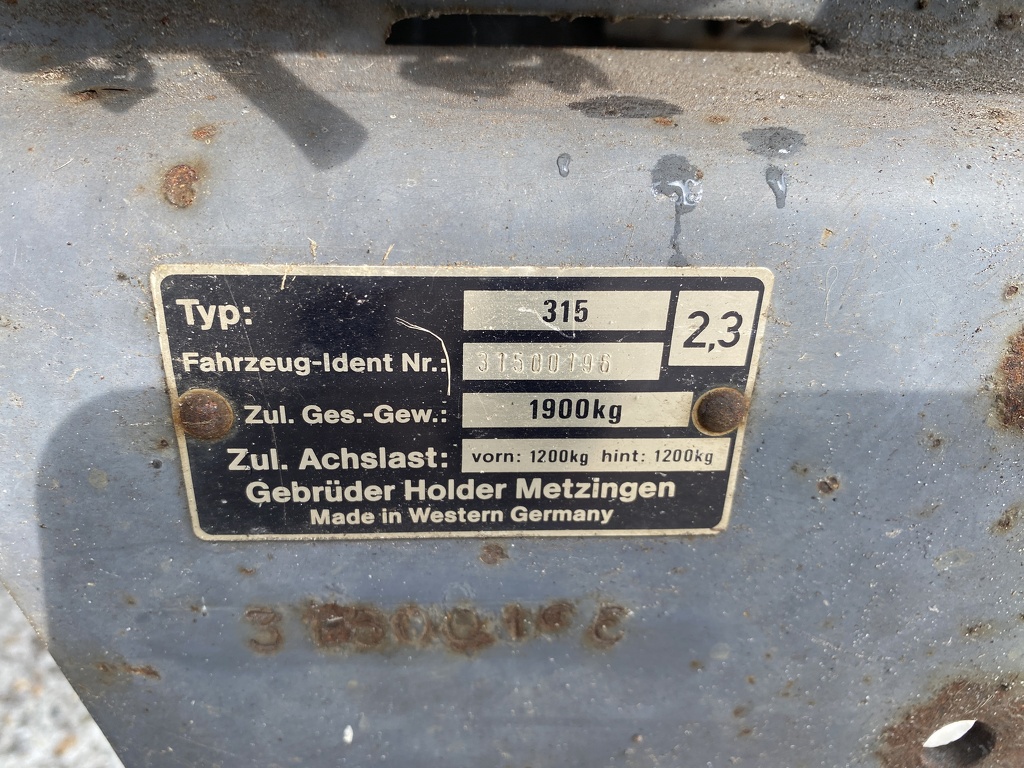 Typ: 315 2,3
Fahrzeug-Ident Nr.: 31500198
Zul. Ges.-Gew.: 1900kg
Zul. Achslast: vorn: 1200kg hint: 1200kg
Gebrüder Holder Metzingen
Made in Western Germany